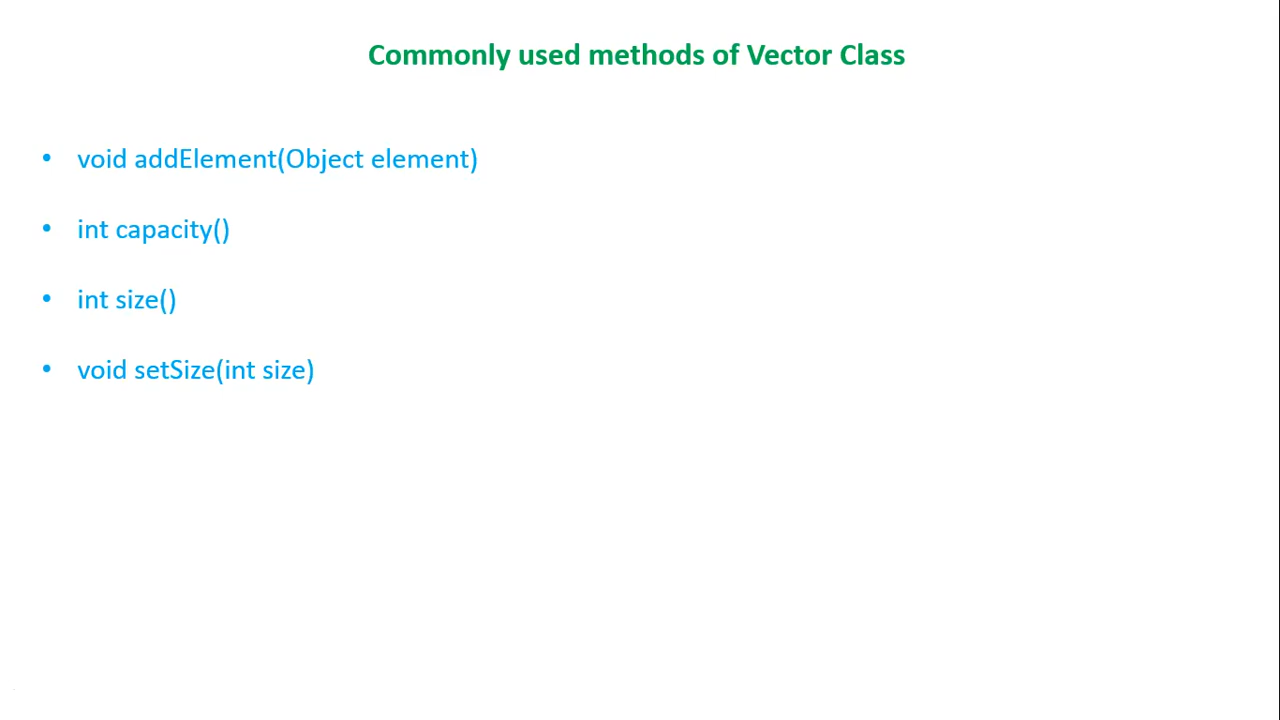 Commonly used methods of Vector Class
• void addElement(Object element)
• int capacity()
• int size()
• void setSize(int size)